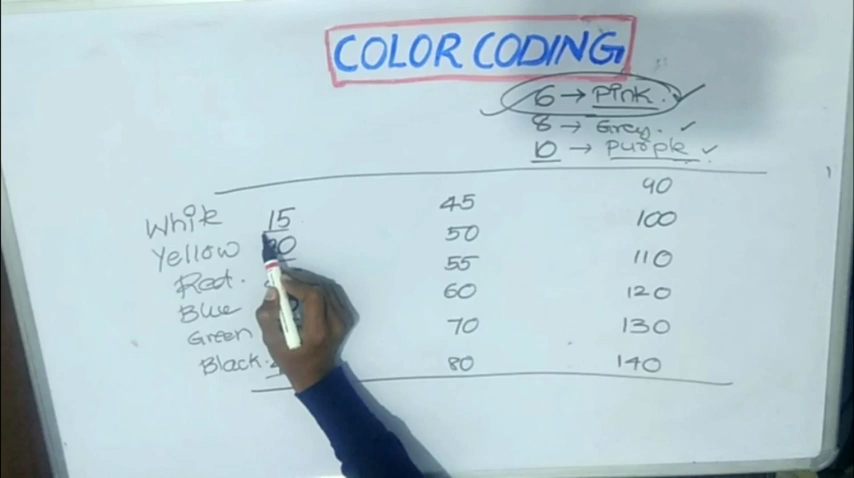 COLOR CODING
6 → Pink.
8 → Grey.
10 → Purple
90
White 15 45 100
Yellow 20 50 110
Red. 55 120
Blue 60 130
Green 70 140
Black. 80